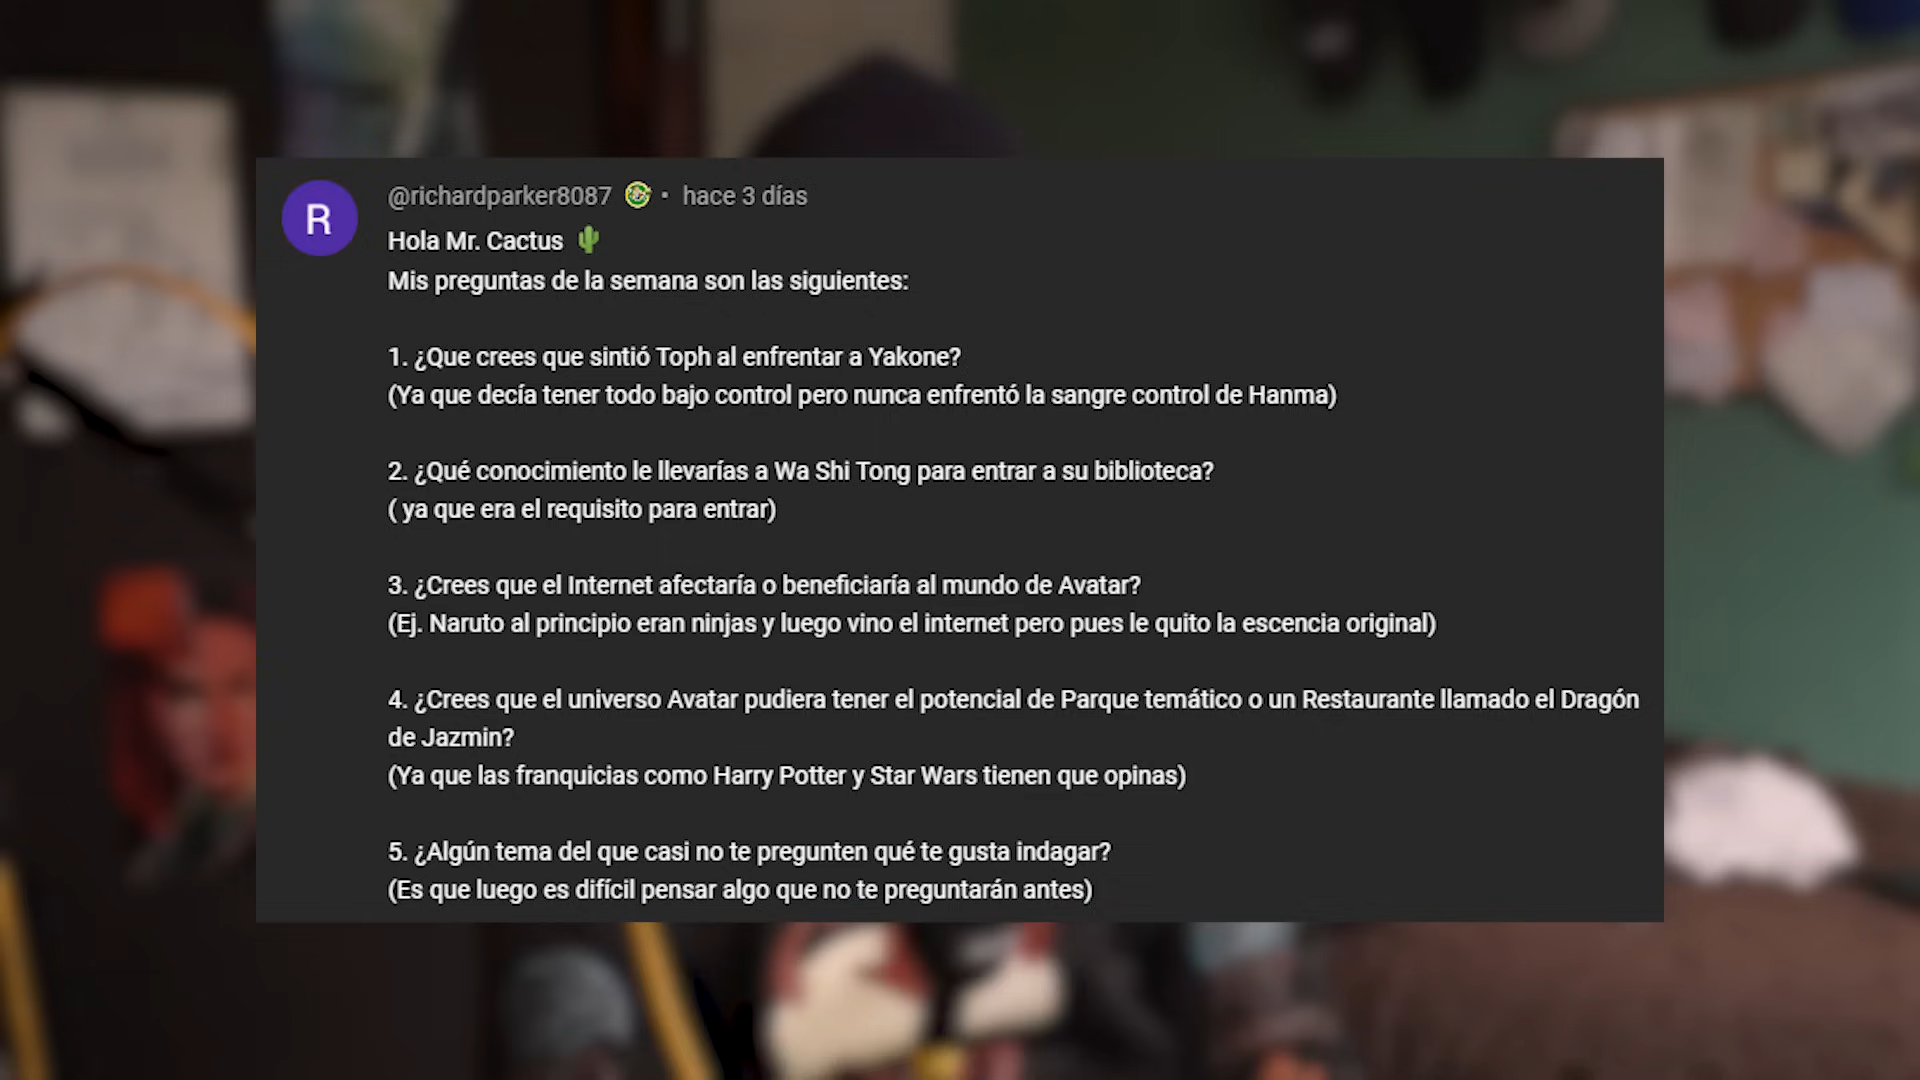 R
@richardparker8087 • hace 3 días
Hola Mr. Cactus 🌵
Mis preguntas de la semana son las siguientes:
1. ¿Que crees que sintió Toph al enfrentar a Yakone?
(Ya que decía tener todo bajo control pero nunca enfrentó la sangre control de Hanma)
2. ¿Qué conocimiento le llevarías a Wa Shi Tong para entrar a su biblioteca?
( ya que era el requisito para entrar)
3. ¿Crees que el Internet afectaría o beneficiaría al mundo de Avatar?
(Ej. Naruto al principio eran ninjas y luego vino el internet pero pues le quito la escencia original)
4. ¿Crees que el universo Avatar pudiera tener el potencial de Parque temático o un Restaurante llamado el Dragón
de Jazmin?
(Ya que las franquicias como Harry Potter y Star Wars tienen que opinas)
5. ¿Algún tema del que casi no te pregunten qué te gusta indagar?
(Es que luego es difícil pensar algo que no te preguntarán antes)